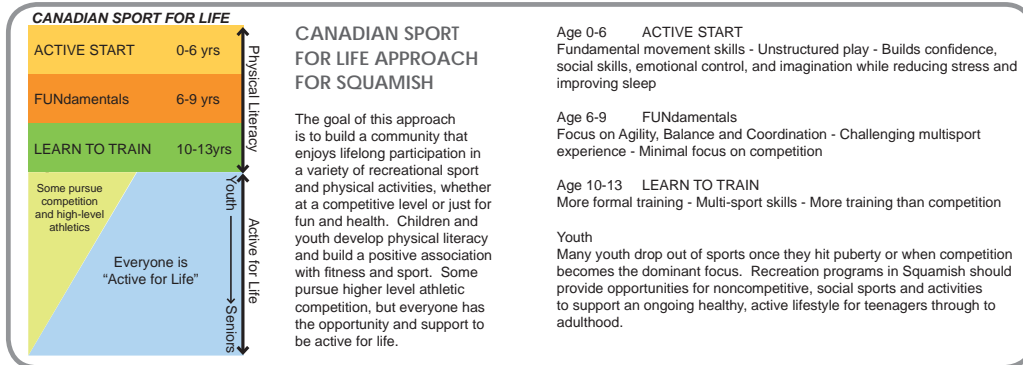 CANADIAN SPORT FOR LIFE
ACTIVE START 0-6 yrs
FUNdamentals 6-9 yrs
LEARN TO TRAIN 10-13yrs
Physical Literacy
Some pursue
competition
and high-level
athletics
Everyone is
“Active for Life”
Youth
Seniors
Active for Life
CANADIAN SPORT
FOR LIFE APPROACH
FOR SQUAMISH
The goal of this approach
is to build a community that
enjoys lifelong participation in
a variety of recreational sport
and physical activities, whether
at a competitive level or just for
fun and health. Children and
youth develop physical literacy
and build a positive association
with fitness and sport. Some
pursue higher level athletic
competition, but everyone has
the opportunity and support to
be active for life.
Age 0-6 ACTIVE START
Fundamental movement skills - Unstructured play - Builds confidence,
social skills, emotional control, and imagination while reducing stress and
improving sleep
Age 6-9 FUNdamentals
Focus on Agility, Balance and Coordination - Challenging multisport
experience - Minimal focus on competition
Age 10-13 LEARN TO TRAIN
More formal training - Multi-sport skills - More training than competition
Youth
Many youth drop out of sports once they hit puberty or when competition
becomes the dominant focus. Recreation programs in Squamish should
provide opportunities for noncompetitive, social sports and activities
to support an ongoing healthy, active lifestyle for teenagers through to
adulthood.